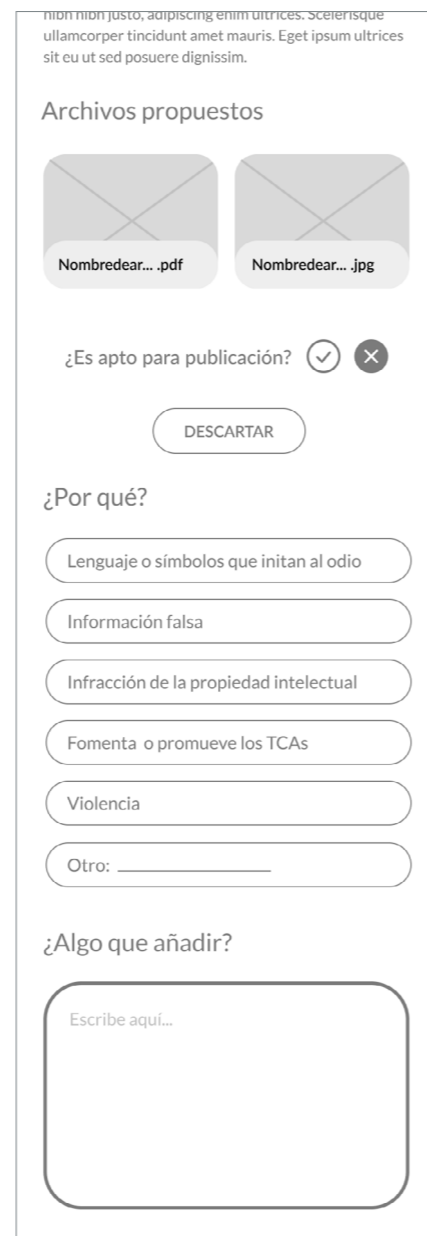 nibh nibh justo, adipiscing enim ultrices. Scelerisque
ullamcorper tincidunt amet mauris. Eget ipsum ultrices
sit eu ut sed posuere dignissim.
Archivos propuestos
Nombredear... .pdf
Nombredear... .jpg
¿Es apto para publicación?
DESCARTAR
¿Por qué?
Lenguaje o símbolos que initan al odio
Información falsa
Infracción de la propiedad intelectual
Fomenta o promueve los TCAs
Violencia
Otro:
¿Algo que añadir?
Escribe aquí...